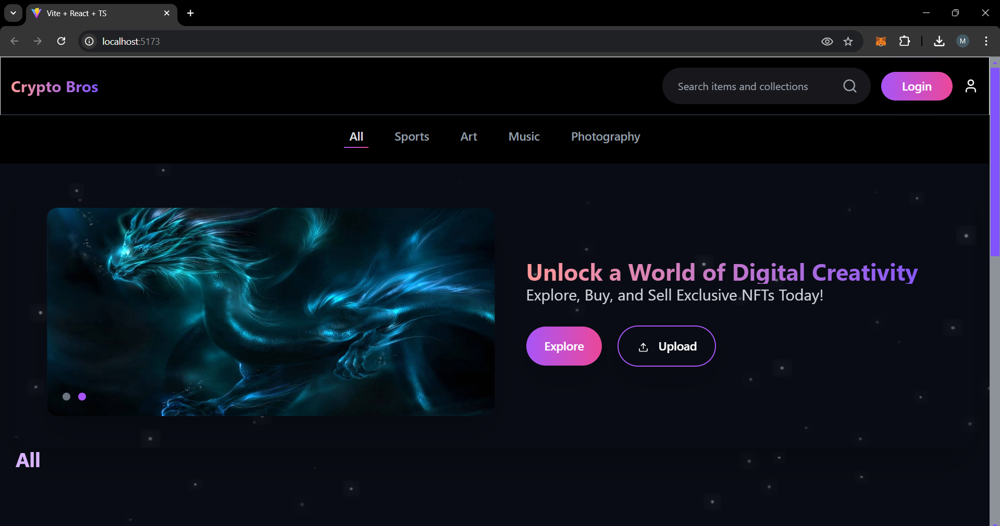 Vite + React + TS
localhost:5173
M
Crypto Bros
Search items and collections
Login
All
Sports
Art
Music
Photography
Unlock a World of Digital Creativity
Explore, Buy, and Sell Exclusive NFTs Today!
Explore
Upload
All